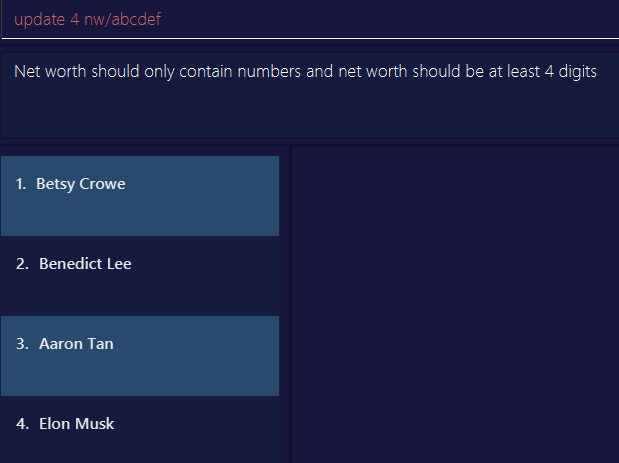 update 4 nw/abcdef
Net worth should only contain numbers and net worth should be at least 4 digits
1. Betsy Crowe
2. Benedict Lee
3. Aaron Tan
4. Elon Musk